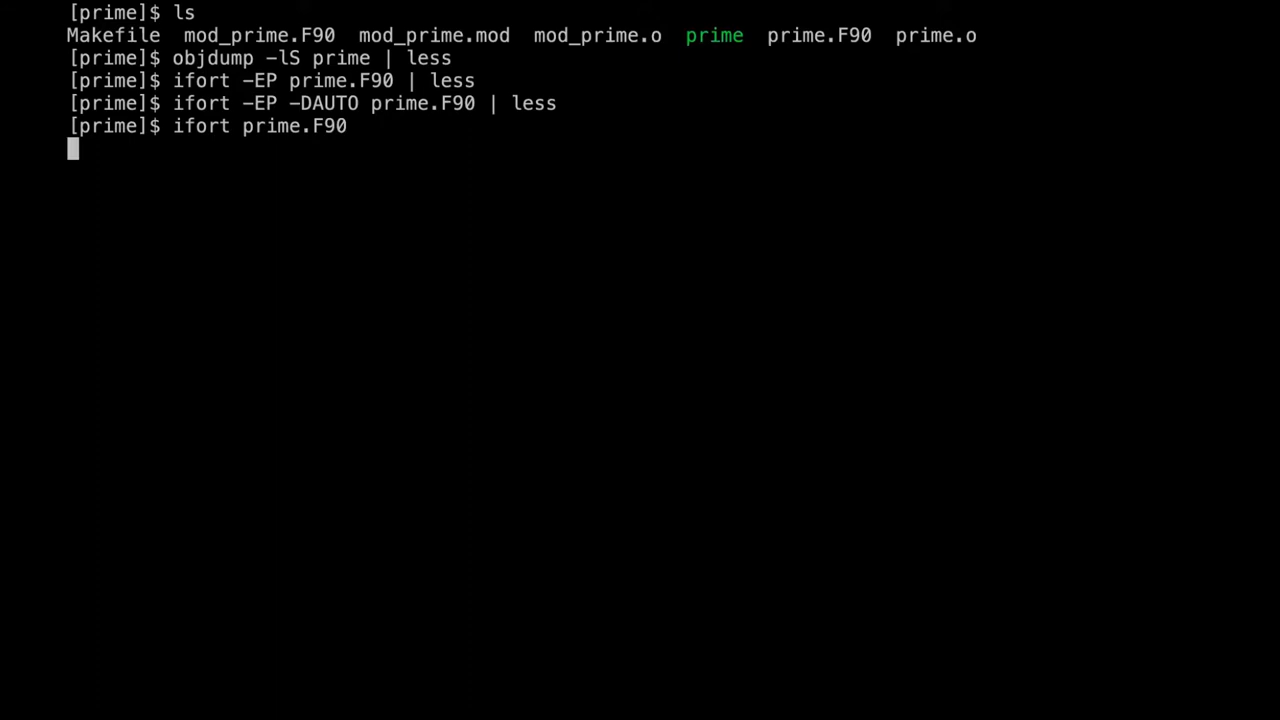 [prime]$ ls
Makefile  mod_prime.F90  mod_prime.mod  mod_prime.o  prime  prime.F90  prime.o
[prime]$ objdump -lS prime | less
[prime]$ ifort -EP prime.F90 | less
[prime]$ ifort -EP -DAUTO prime.F90 | less
[prime]$ ifort prime.F90